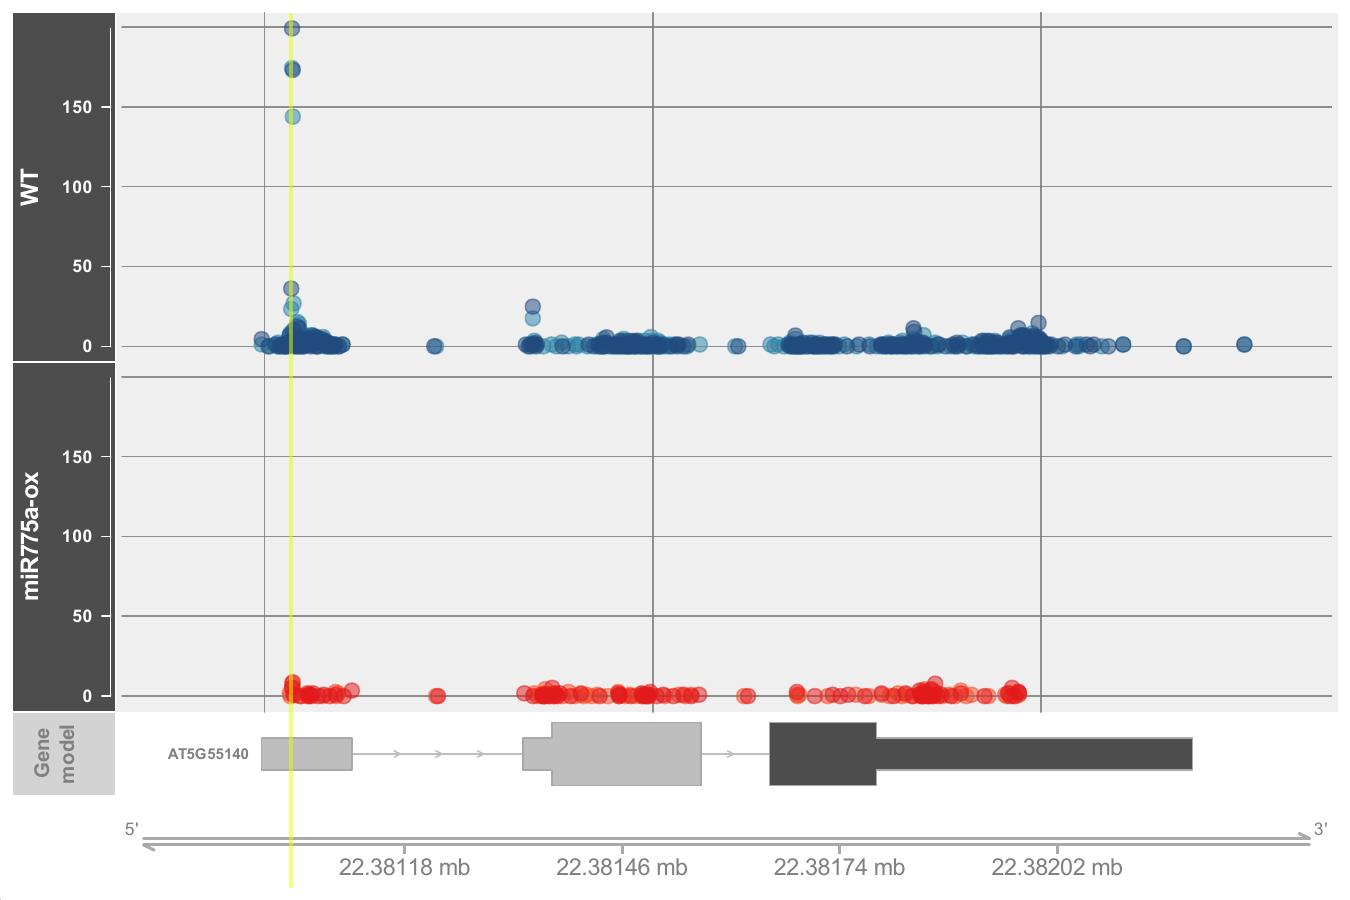 WT
150
100
50
0
miR775a-ox
150
100
50
0
Gene
model
AT5G55140
5'
3'
22.38118 mb
22.38146 mb
22.38174 mb
22.38202 mb